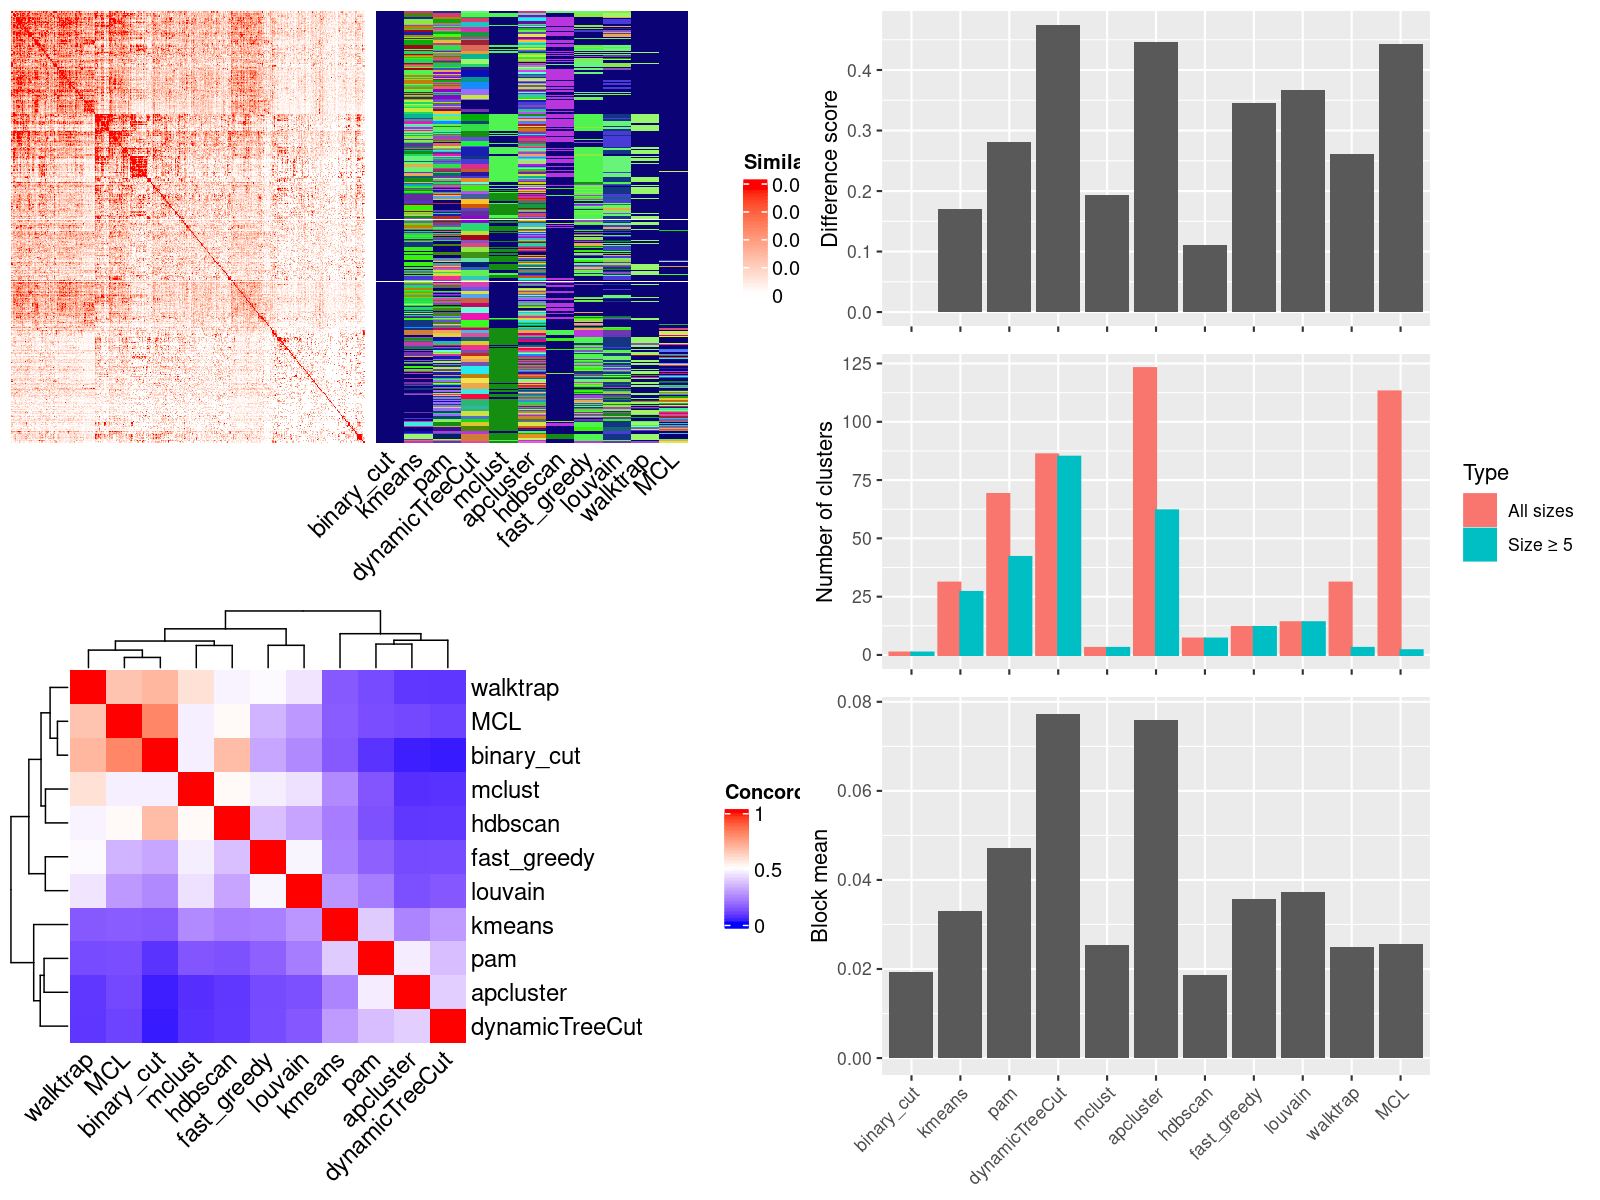 Simila
0.0
0.0
0.0
0.0
0
binary_cut
kmeans
pam
dynamicTreeCut
mclust
apcluster
hdbscan
fast_greedy
louvain
walktrap
MCL
Concord
1
0.5
0
walktrap
MCL
binary_cut
mclust
hdbscan
fast_greedy
louvain
kmeans
pam
apcluster
dynamicTreeCut
walktrap
MCL
binary_cut
mclust
hdbscan
fast_greedy
louvain
kmeans
pam
apcluster
dynamicTreeCut
Difference score
0.4
0.3
0.2
0.1
0.0
Number of clusters
125
100
75
50
25
0
Type
All sizes
Size ≥ 5
Block mean
0.08
0.06
0.04
0.02
0.00
binary_cut
kmeans
pam
dynamicTreeCut
mclust
apcluster
hdbscan
fast_greedy
louvain
walktrap
MCL